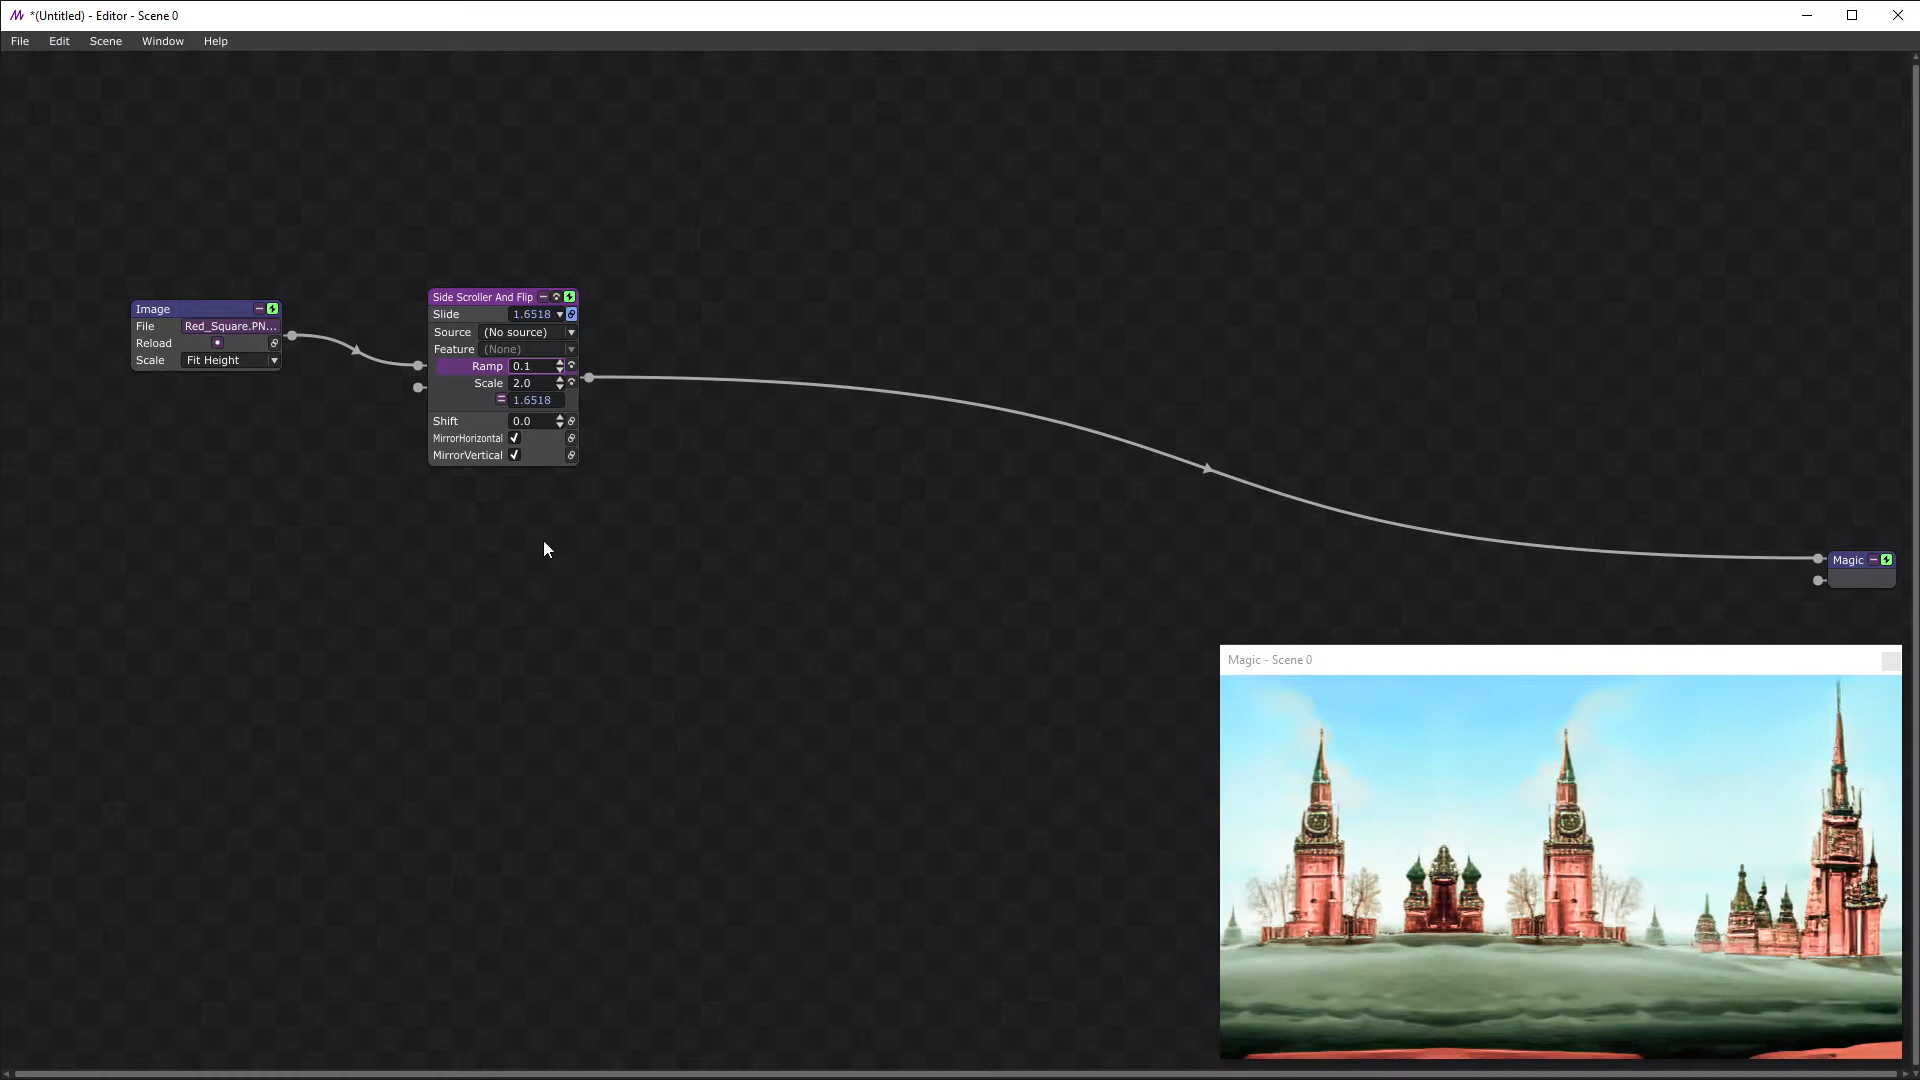 *(Untitled) - Editor - Scene 0
File Edit Scene Window Help
Image
File Red_Square.PN...
Reload
Scale Fit Height
Side Scroller And Flip
Slide 1.6518
Source (No source)
Feature (None)
Ramp 0.1
Scale 2.0
= 1.6518
Shift 0.0
MirrorHorizontal
MirrorVertical
Magic
Magic - Scene 0